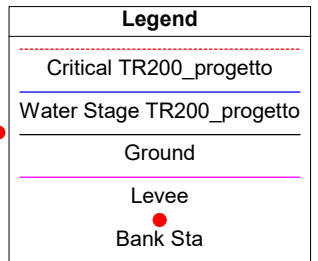 Legend
Critical TR200_progetto
Water Stage TR200_progetto
Ground
Levee
Bank Sta